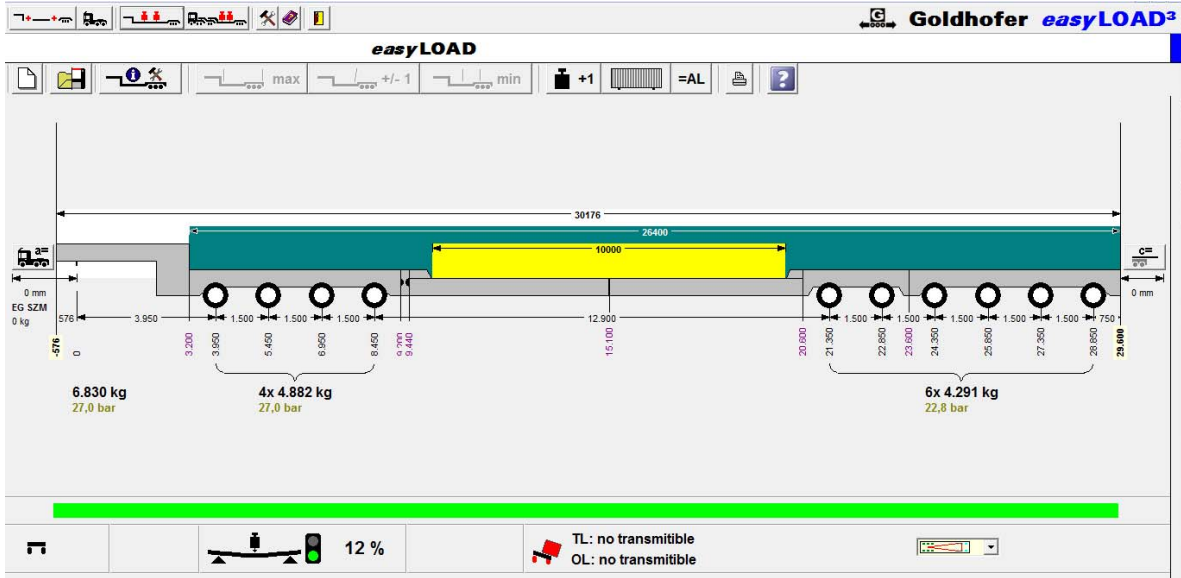 Goldhofer easyLOAD³
easyLOAD
max
+/- 1
min
+1
=AL
?
30176
26400
10000
a=
c=
0 mm
EG SZM
0 kg
0 mm
576
3.950
1.500
1.500
1.500
12.900
1.500
1.500
1.500
1.500
1.500
750
-576
0
3.200
3.950
5.450
6.950
8.450
9.200
9.440
15.100
20.600
21.350
22.850
23.600
24.350
25.850
27.350
28.850
29.600
6.830 kg
27,0 bar
4x 4.882 kg
27,0 bar
6x 4.291 kg
22,8 bar
12 %
TL: no transmitible
OL: no transmitible